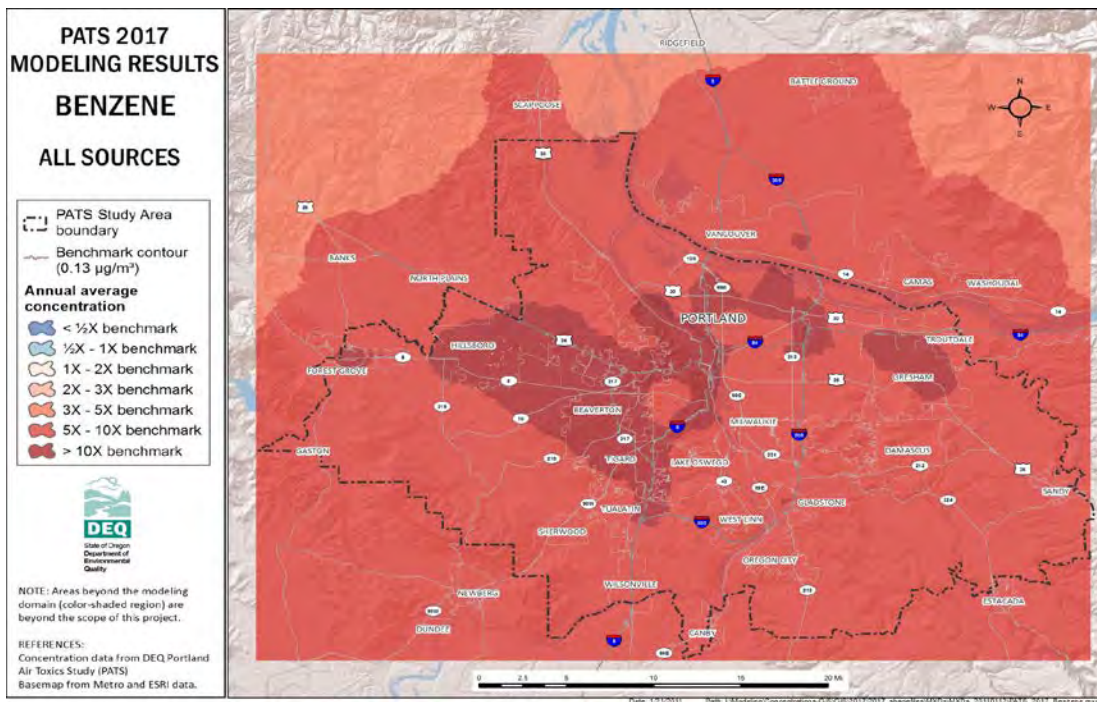 PATS 2017
MODELING RESULTS
BENZENE
ALL SOURCES
PATS Study Area
boundary
Benchmark contour
(0.13 µg/m³)
Annual average
concentration
< ½X benchmark
½X - 1X benchmark
1X - 2X benchmark
2X - 3X benchmark
3X - 5X benchmark
5X - 10X benchmark
> 10X benchmark
DEQ
State of Oregon
Department of
Environmental
Quality
NOTE: Areas beyond the modeling
domain (color-shaded region) are
beyond the scope of this project.
REFERENCES:
Concentration data from DEQ Portland
Air Toxics Study (PATS)
Basemap from Metro and ESRI data.
RIDGEFIELD
BATTLE GROUND
N
W E
S
SCAPPOOSE
VANCOUVER
BANKS
NORTH PLAINS
CAMAS
WASHOUGAL
PORTLAND
HILLSBORO
TROUTDALE
FOREST GROVE
GRESHAM
BEAVERTON
MILWAUKIE
GASTON
TIGARD
LAKE OSWEGO
DAMASCUS
SANDY
TUALATIN
GLADSTONE
SHERWOOD
WEST LINN
OREGON CITY
WILSONVILLE
NEWBERG
ESTACADA
DUNDEE
CANBY
0 2.5 5 10 15 20 Mi